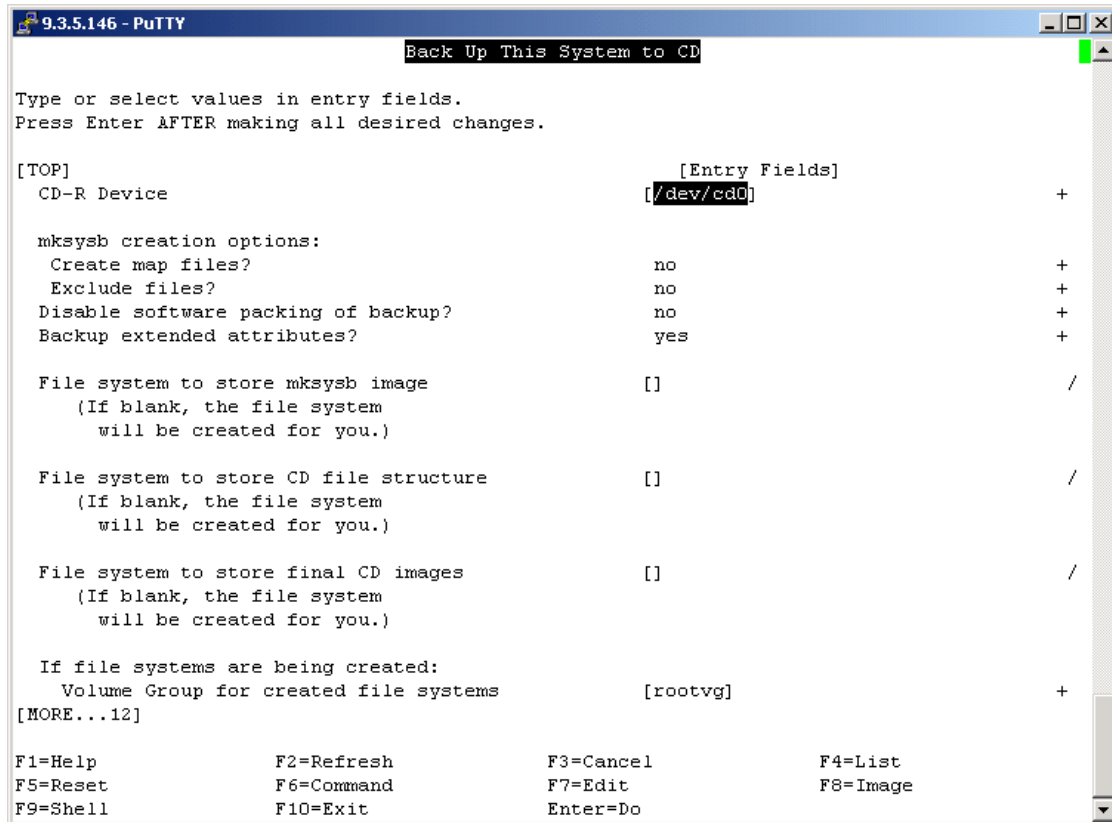 9.3.5.146 - PuTTY
Back Up This System to CD
Type or select values in entry fields.
Press Enter AFTER making all desired changes.
[TOP] [Entry Fields]
CD-R Device [/dev/cd0] +
mksysb creation options:
Create map files? no +
Exclude files? no +
Disable software packing of backup? no +
Backup extended attributes? yes +
File system to store mksysb image [] /
(If blank, the file system
will be created for you.)
File system to store CD file structure [] /
(If blank, the file system
will be created for you.)
File system to store final CD images [] /
(If blank, the file system
will be created for you.)
If file systems are being created:
Volume Group for created file systems [rootvg] +
[MORE...12]
F1=Help F2=Refresh F3=Cancel F4=List
F5=Reset F6=Command F7=Edit F8=Image
F9=Shell F10=Exit Enter=Do